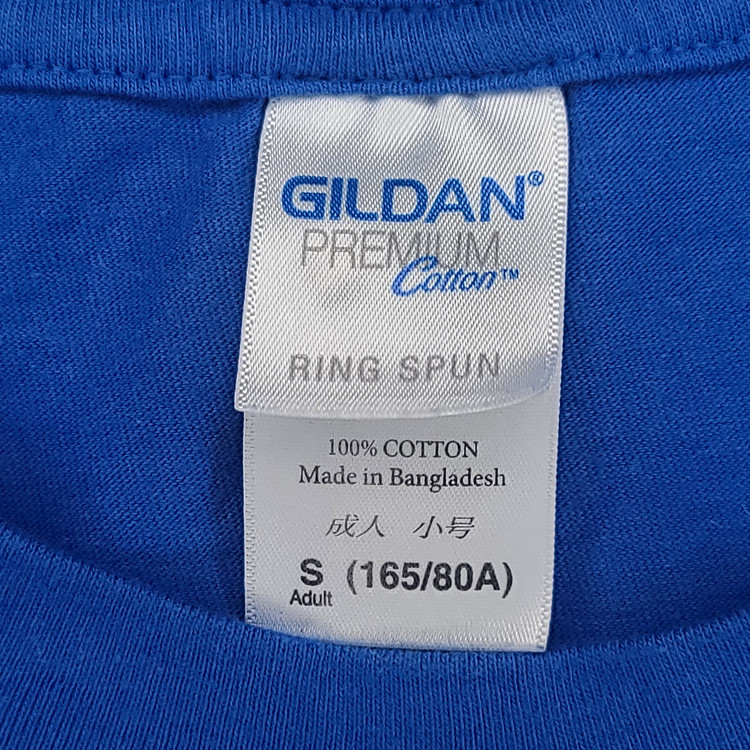 GILDAN®
PREMIUM
Cotton™
RING SPUN
100% COTTON
Made in Bangladesh
成人 小号
S (165/80A)
Adult